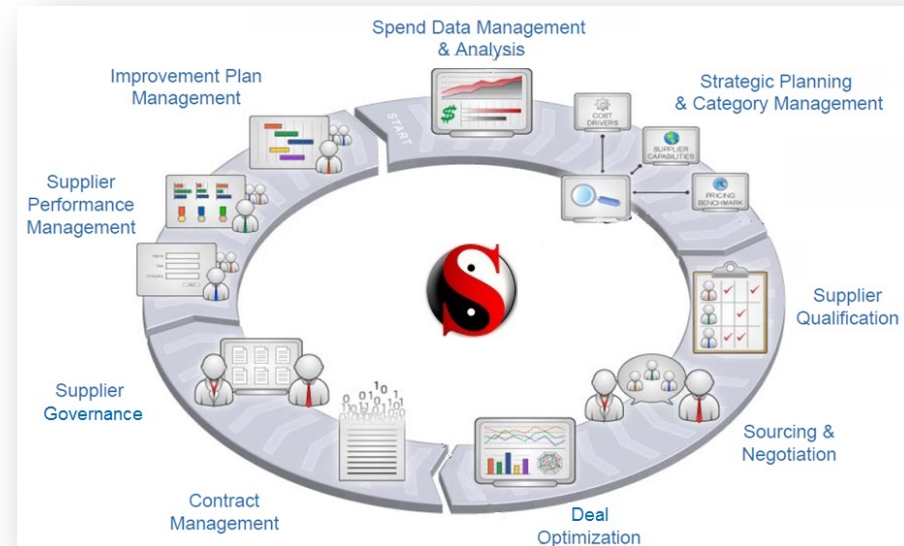 Spend Data Management
& Analysis
Improvement Plan
Management
Strategic Planning
& Category Management
START
COST
DRIVERS
SUPPLIER
CAPABILITIES
PRICING
BENCHMARK
Supplier
Performance
Management
Supplier
Qualification
Supplier
Governance
Sourcing &
Negotiation
Contract
Management
Deal
Optimization
S